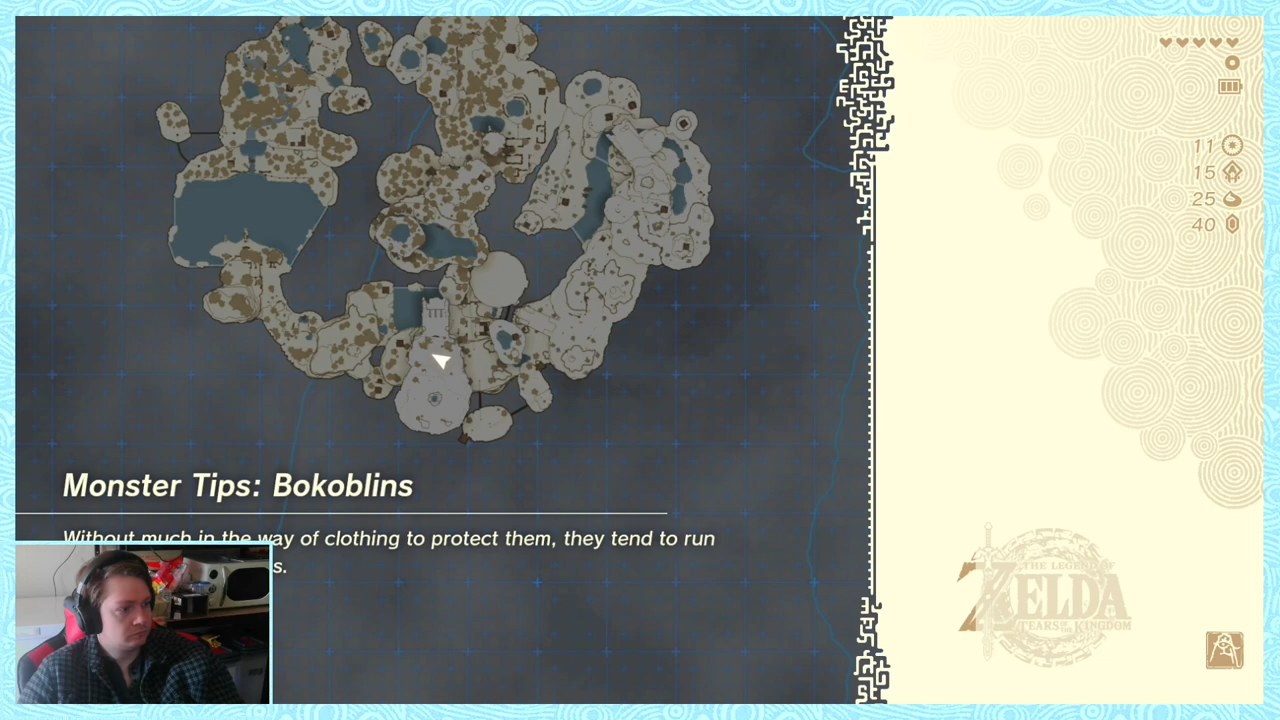 11
15
25
40
Monster Tips: Bokoblins
Without much in the way of clothing to protect them, they tend to run
s.
THE LEGEND OF
ZELDA
TEARS OF THE KINGDOM